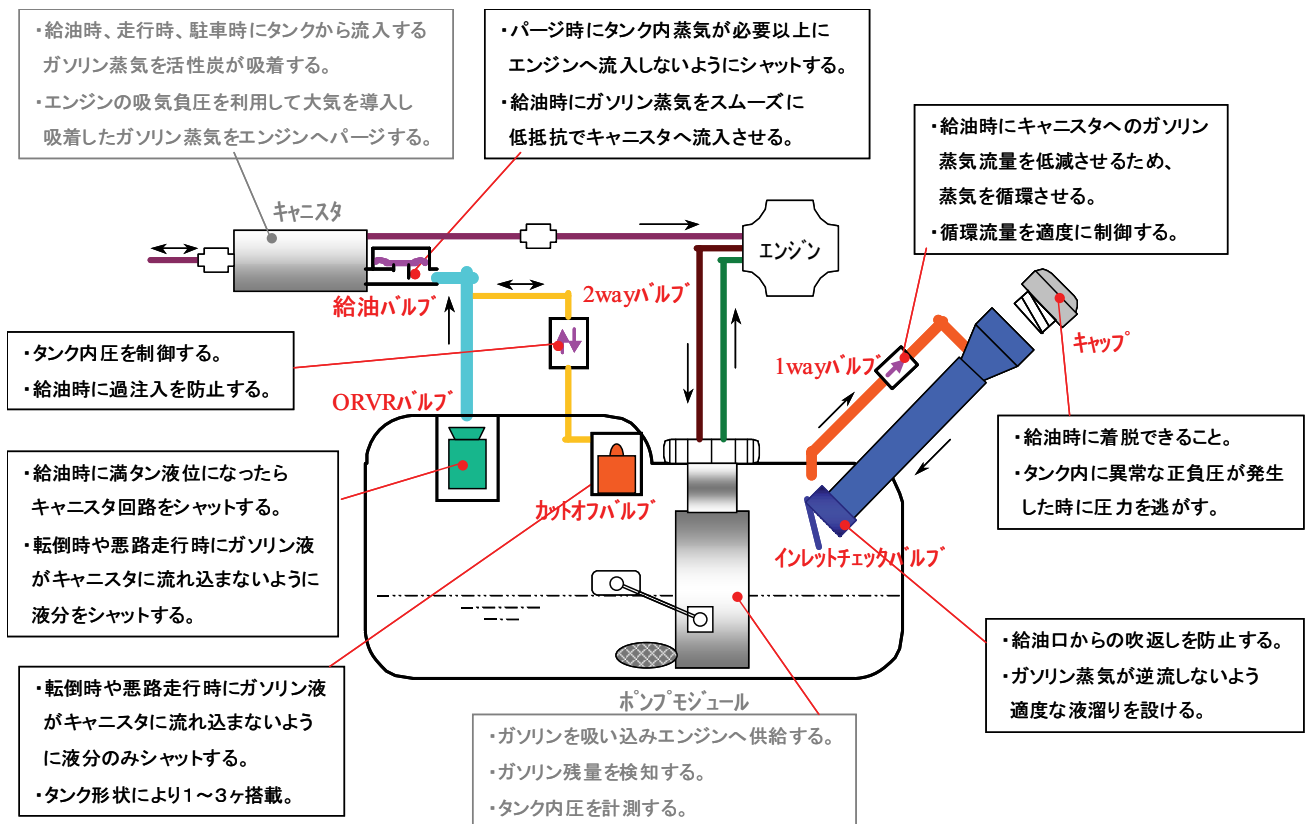 ・給油時、走行時、駐車時にタンクから流入する
ガソリン蒸気を活性炭が吸着する。
・エンジンの吸気負圧を利用して大気を導入し
吸着したガソリン蒸気をエンジンへパージする。
・パージ時にタンク内蒸気が必要以上に
エンジンへ流入しないようにシャットする。
・給油時にガソリン蒸気をスムーズに
低抵抗でキャニスタへ流入させる。
・給油時にキャニスタへのガソリン
蒸気流量を低減させるため、
蒸気を循環させる。
・循環流量を適度に制御する。
キャニスタ
エンジン
給油バルブ
2wayバルブ
1wayバルブ
キャップ
・タンク内圧を制御する。
・給油時に過注入を防止する。
ORVRバルブ
・給油時に着脱できること。
・タンク内に異常な正負圧が発生
した時に圧力を逃がす。
・給油時に満タン液位になったら
キャニスタ回路をシャットする。
・転倒時や悪路走行時にガソリン液
がキャニスタに流れ込まないように
液分をシャットする。
カットオフバルブ
インレットチェックバルブ
・給油口からの吹返しを防止する。
・ガソリン蒸気が逆流しないよう
適度な液溜りを設ける。
・転倒時や悪路走行時にガソリン液
がキャニスタに流れ込まないよう
に液分のみシャットする。
・タンク形状により1～3ヶ搭載。
ポンプモジュール
・ガソリンを吸い込みエンジンへ供給する。
・ガソリン残量を検知する。
・タンク内圧を計測する。